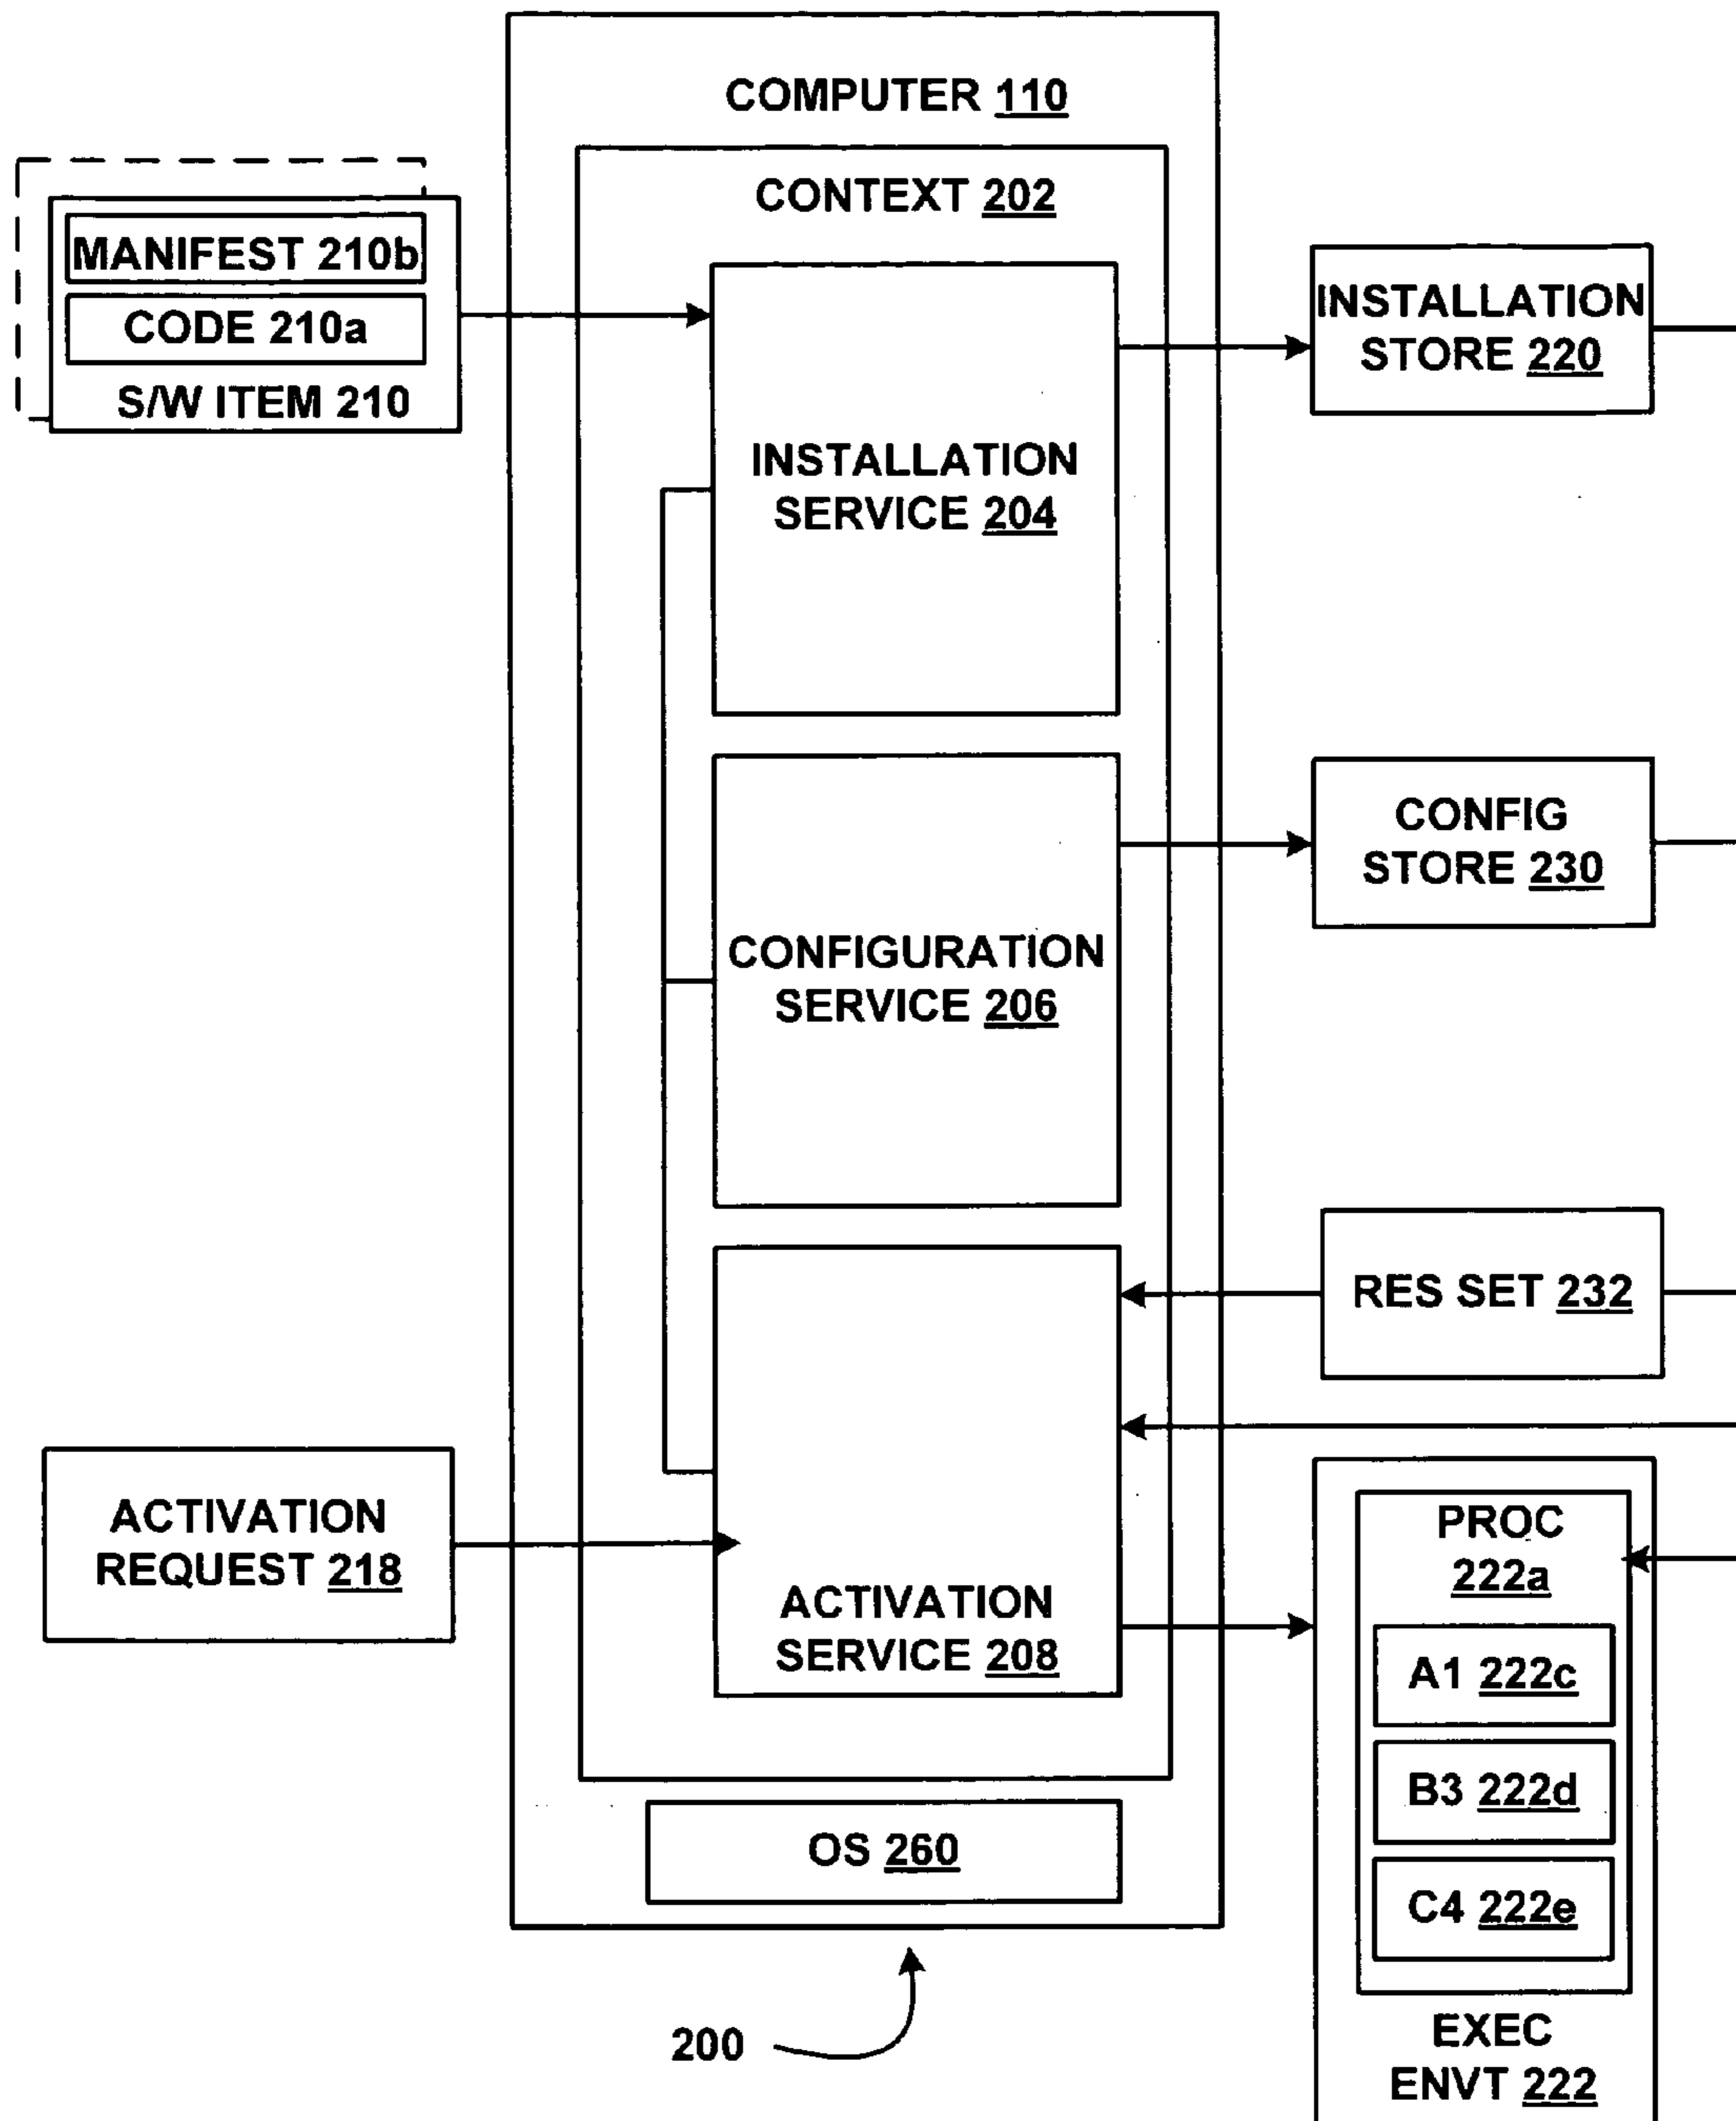 COMPUTER 110
CONTEXT 202
MANIFEST 210b
CODE 210a
S/W ITEM 210
INSTALLATION
SERVICE 204
INSTALLATION
STORE 220
CONFIGURATION
SERVICE 206
CONFIG
STORE 230
RES SET 232
ACTIVATION
REQUEST 218
ACTIVATION
SERVICE 208
PROC
222a
A1 222c
B3 222d
C4 222e
EXEC
ENVT 222
OS 260
200